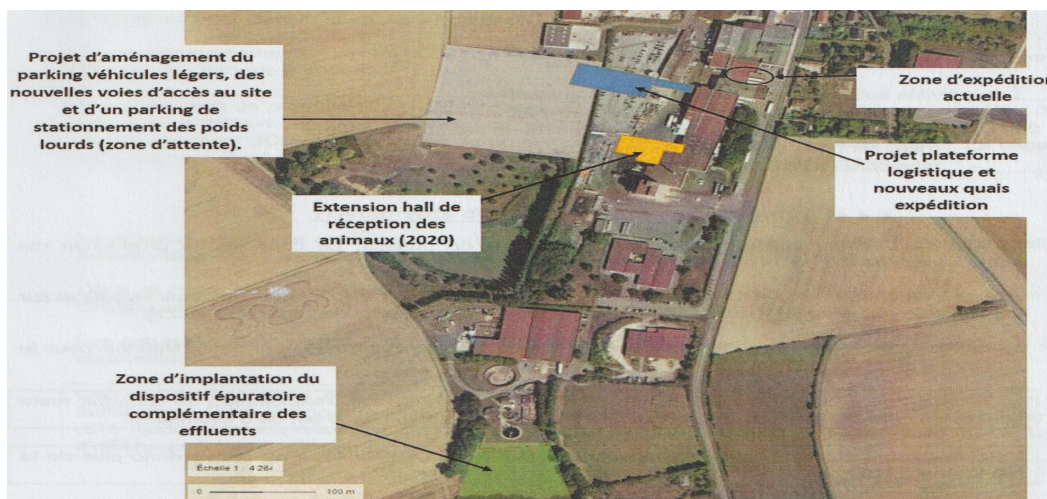 Projet d'aménagement du
parking véhicules légers, des
nouvelles voies d'accès au site
et d'un parking de
stationnement des poids
lourds (zone d'attente).
Zone d'expédition
actuelle
Projet plateforme
logistique et
nouveaux quais
expédition
Extension hall de
réception des
animaux (2020)
Zone d'implantation du
dispositif épuratoire
complémentaire des
effluents
Échelle 1 : 4 264
0 100 m